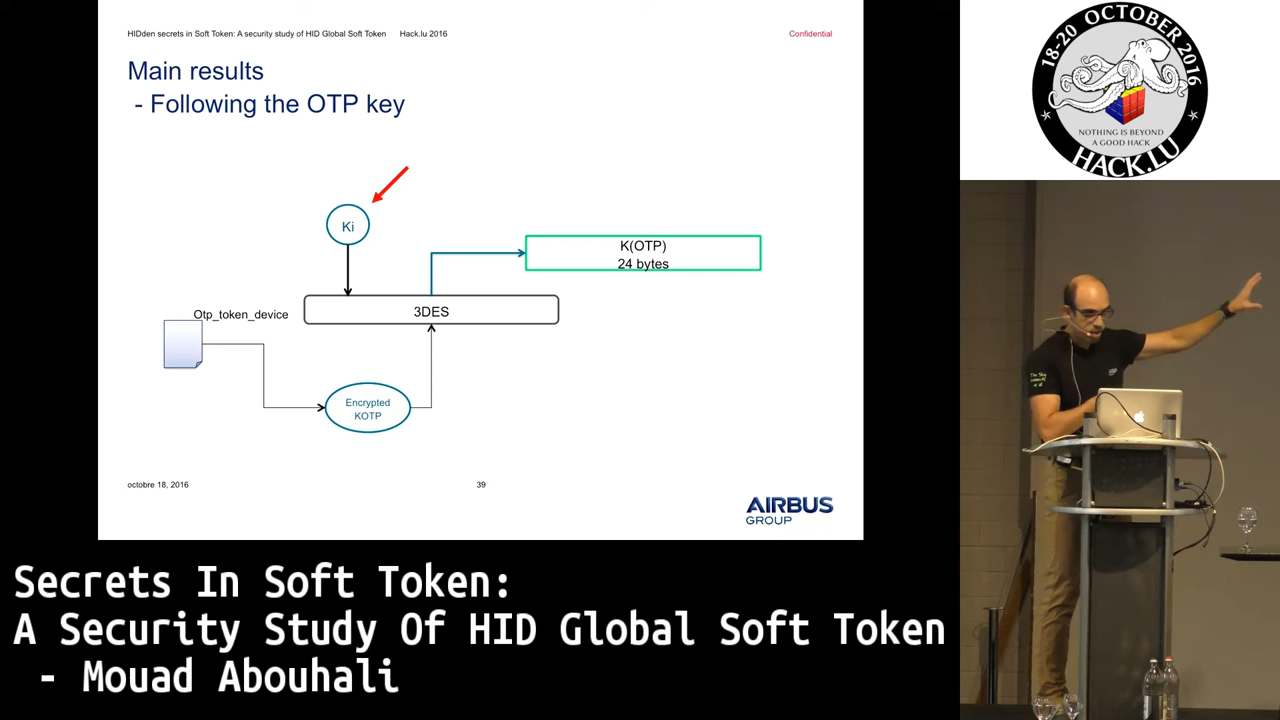 HIDden secrets in Soft Token: A security study of HID Global Soft Token Hack.lu 2016 Confidential
Main results
- Following the OTP key
Ki
K(OTP)
24 bytes
3DES
Otp_token_device
Encrypted
KOTP
octobre 18, 2016 39
AIRBUS
GROUP
18-20 OCTOBER 2016
NOTHING IS BEYOND
A GOOD HACK
HACK.LU
Secrets In Soft Token:
A Security Study Of HID Global Soft Token
- Mouad Abouhali